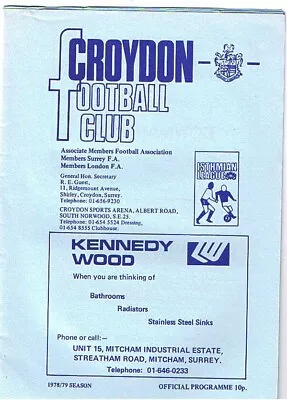 CROYDON
FOOTBALL
CLUB
Associate Members Football Association
Members Surrey F.A.
Members London F.A.
General Hon. Secretary
R. E. Guest,
11, Ridgemount Avenue,
Shirley, Croydon, Surrey.
Telephone: 01-656-9230
CROYDON SPORTS ARENA, ALBERT ROAD,
SOUTH NORWOOD, S.E.25.
Telephone: 01-654 5524 Dressing,
01-654 8555 Clubhouse.
ISTHMIAN
LEAGUE
KENNEDY
WOOD
When you are thinking of
Bathrooms
Radiators
Stainless Steel Sinks
Phone or call:—
UNIT 15, MITCHAM INDUSTRIAL ESTATE,
STREATHAM ROAD, MITCHAM, SURREY.
Telephone: 01-646-0233
1978/79 SEASON
OFFICIAL PROGRAMME 10p.